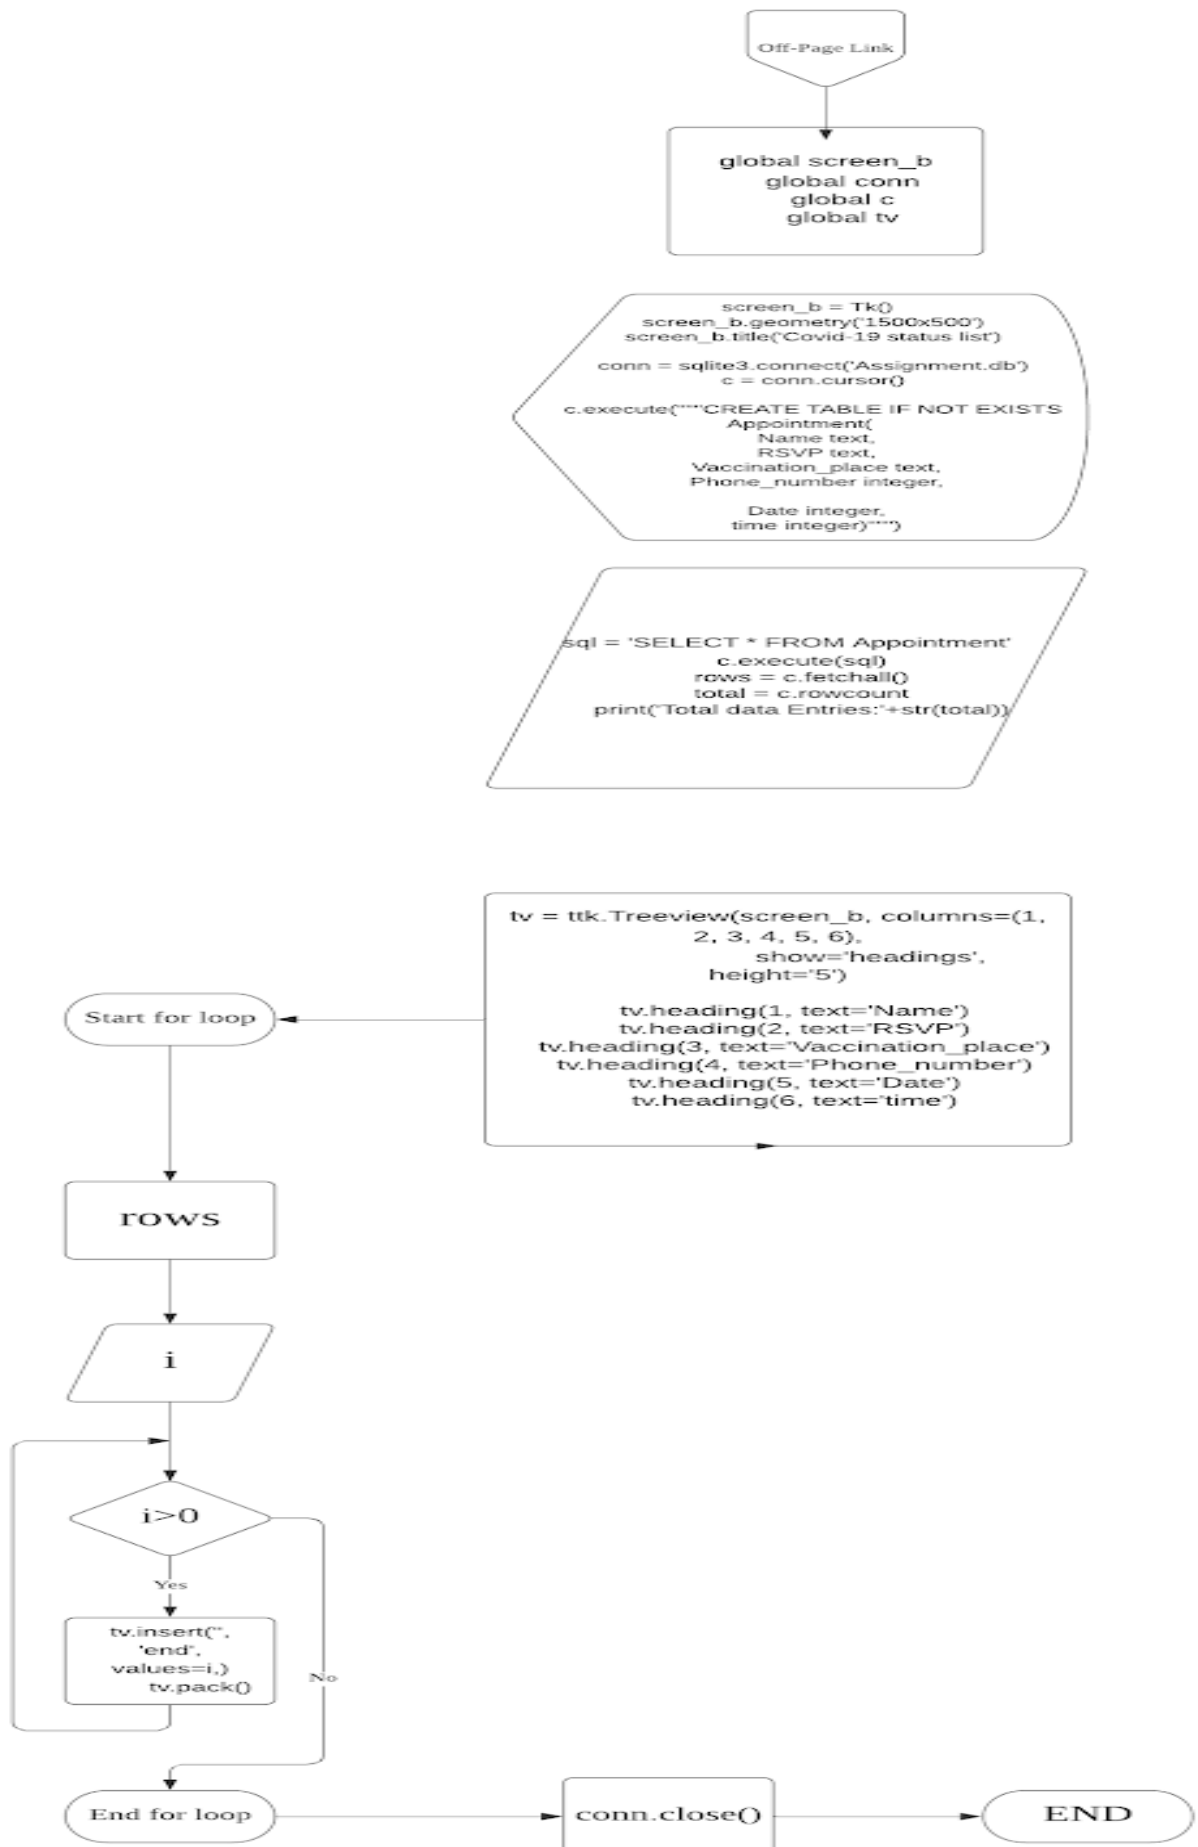 Off-Page Link
global screen_b
global conn
global c
global tv
screen_b = Tk()
screen_b.geometry('1500x500')
screen_b.title('Covid-19 status list')
conn = sqlite3.connect('Assignment.db')
c = conn.cursor()
c.execute("""CREATE TABLE IF NOT EXISTS
Appointment(
Name text,
RSVP text,
Vaccination_place text,
Phone_number integer,
Date integer,
time integer)""")
sql = 'SELECT * FROM Appointment'
c.execute(sql)
rows = c.fetchall()
total = c.rowcount
print('Total data Entries:'+str(total))
tv = ttk.Treeview(screen_b, columns=(1,
2, 3, 4, 5, 6),
show='headings',
height='5')
tv.heading(1, text='Name')
tv.heading(2, text='RSVP')
tv.heading(3, text='Vaccination_place')
tv.heading(4, text='Phone_number')
tv.heading(5, text='Date')
tv.heading(6, text='time')
Start for loop
rows
i
i>0
Yes
tv.insert('',
'end',
values=i,)
tv.pack()
No
End for loop
conn.close()
END